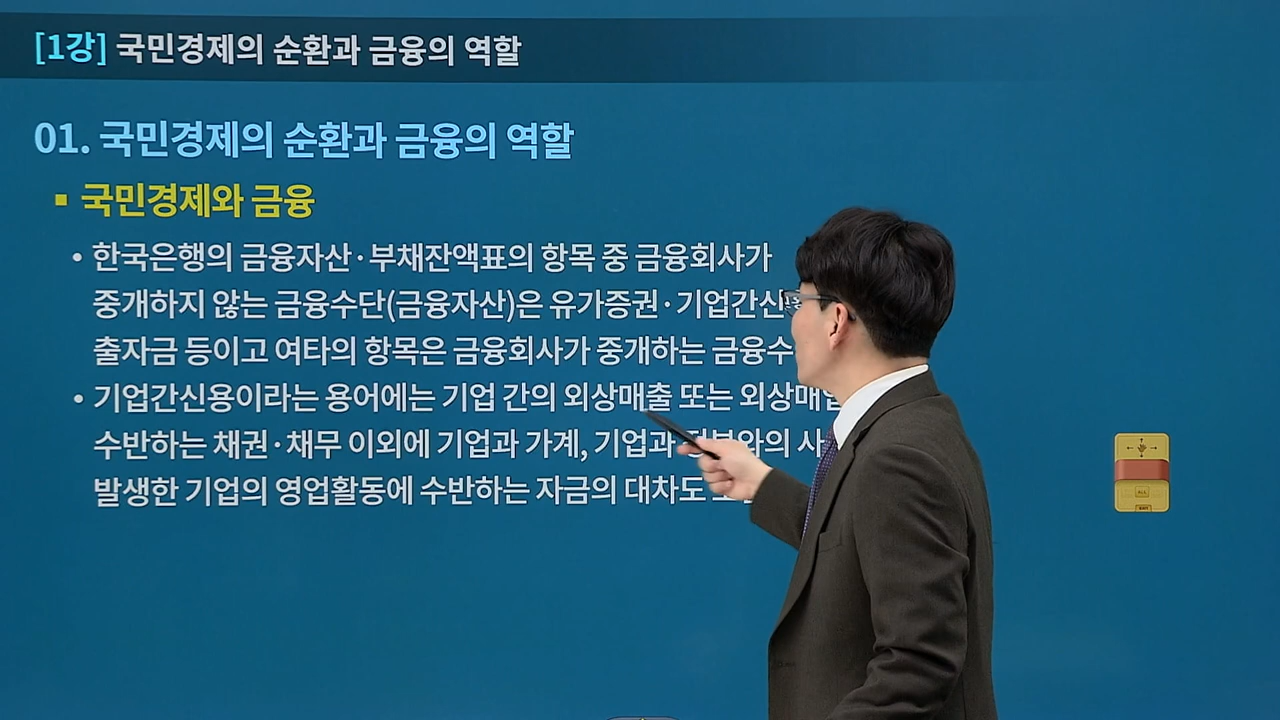 [1강] 국민경제의 순환과 금융의 역할
01. 국민경제의 순환과 금융의 역할
▪ 국민경제와 금융
• 한국은행의 금융자산·부채잔액표의 항목 중 금융회사가
중개하지 않는 금융수단(금융자산)은 유가증권·기업간신용
출자금 등이고 여타의 항목은 금융회사가 중개하는
• 기업간신용이라는 용어에는 기업 간의 외상매출 또는 외상매입
수반하는 채권·채무 이외에 기업과 가계, 기업과
발생한 기업의 영업활동에 수반하는 자금의 대차도